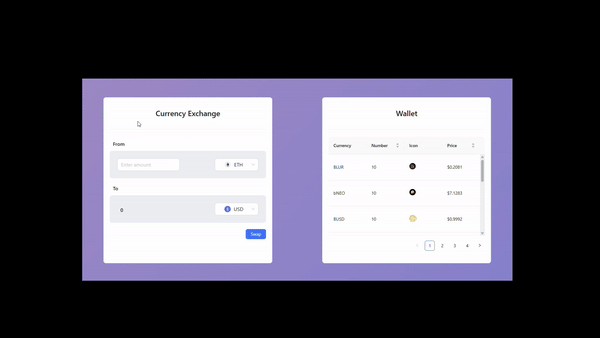 Currency Exchange
From
Enter amount
ETH
To
0
USD
Swap
Wallet
Currency Number Icon Price
BLUR 10 $0.2081
bNEO 10 $7.1283
BUSD 10 $0.9992
1 2 3 4